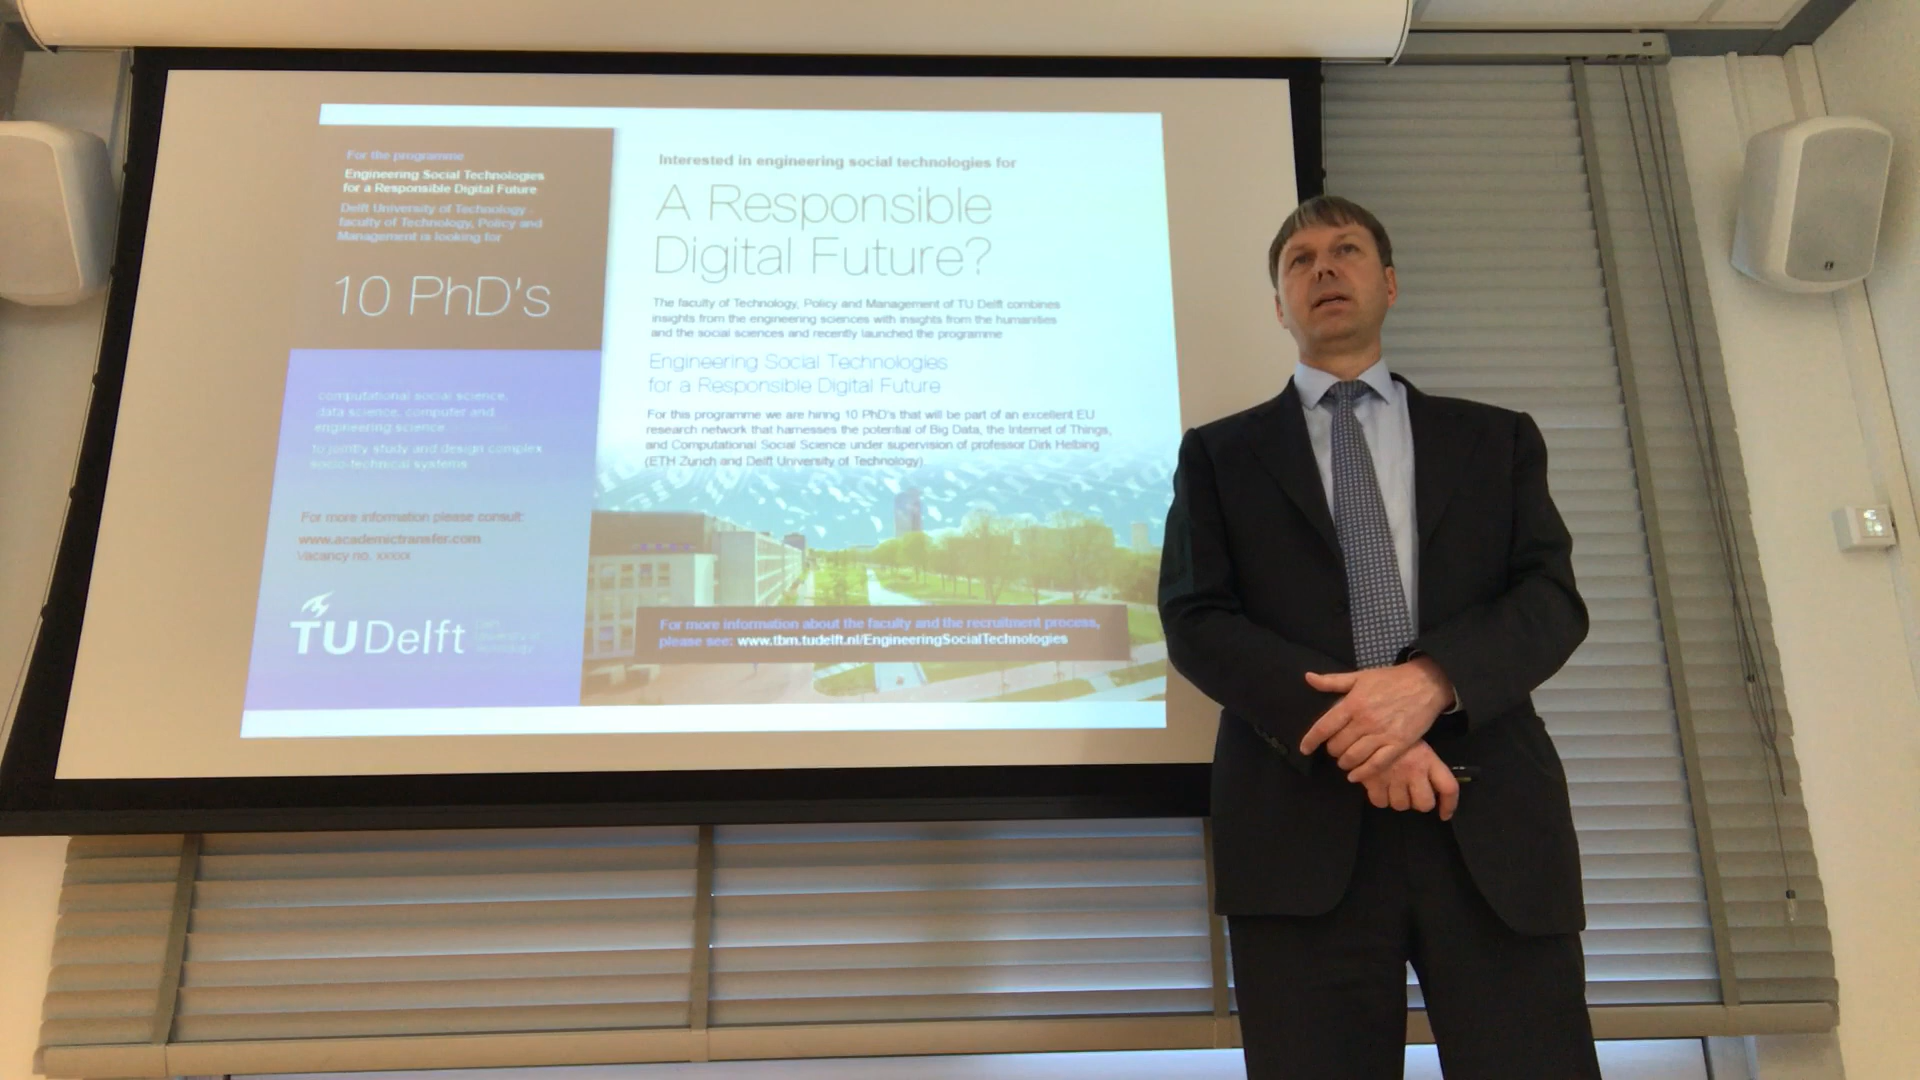 For the programme
Engineering Social Technologies
for a Responsible Digital Future
Delft University of Technology
faculty of Technology, Policy and
Management is looking for
10 PhD's
computational social science,
data science, computer and
engineering science
to jointly study and design complex
socio-technical systems
For more information please consult:
www.academictransfer.com
Vacancy no. xxxxx
TU Delft
Delft
University of
Technology
Interested in engineering social technologies for
A Responsible
Digital Future?
The faculty of Technology, Policy and Management of TU Delft combines
insights from the engineering sciences with insights from the humanities
and the social sciences and recently launched the programme
Engineering Social Technologies
for a Responsible Digital Future
For this programme we are hiring 10 PhD's that will be part of an excellent EU
research network that harnesses the potential of Big Data, the Internet of Things,
and Computational Social Science under supervision of professor Dirk Helbing
(ETH Zurich and Delft University of Technology)
For more information about the faculty and the recruitment process,
please see: www.tbm.tudelft.nl/EngineeringSocialTechnologies